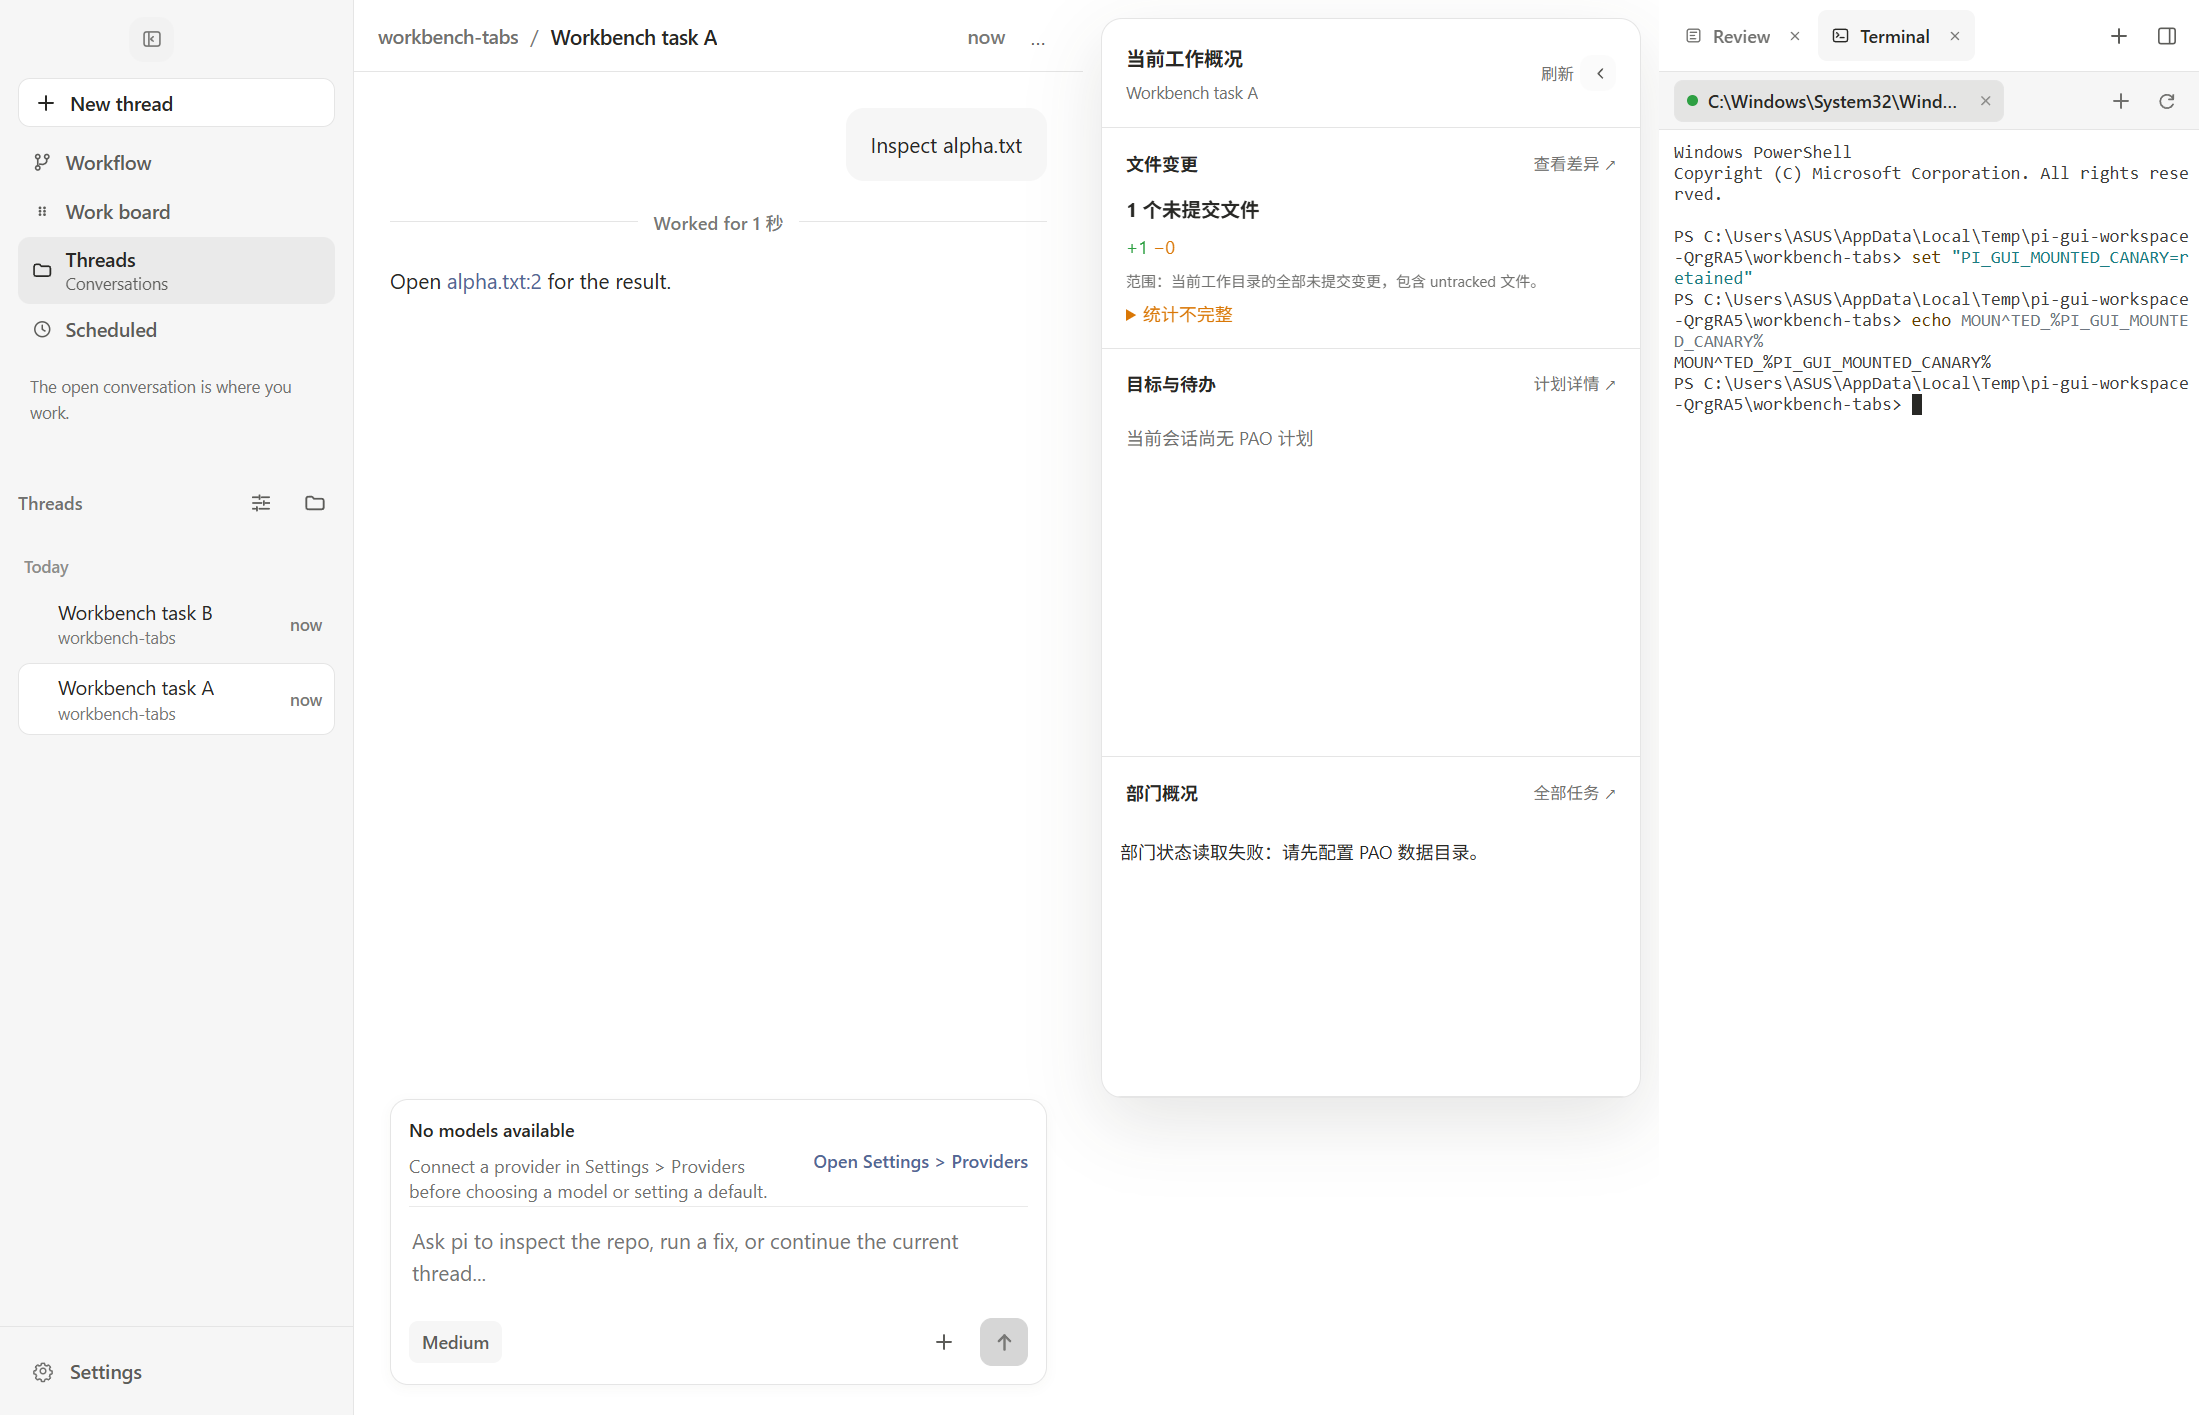 New thread
Workflow
Work board
Threads
Conversations
Scheduled
The open conversation is where you
work.
Threads
Today
Workbench task B
workbench-tabs
now
Workbench task A
workbench-tabs
now
Settings
workbench-tabs / Workbench task A
now
...
Inspect alpha.txt
Worked for 1 秒
Open alpha.txt:2 for the result.
No models available
Connect a provider in Settings > Providers
before choosing a model or setting a default.
Open Settings > Providers
Ask pi to inspect the repo, run a fix, or continue the current
thread...
Medium
当前工作概况
Workbench task A
刷新
文件变更
查看差异 ↗
1 个未提交文件
+1 −0
范围：当前工作目录的全部未提交变更，包含 untracked 文件。
▶ 统计不完整
目标与待办
计划详情 ↗
当前会话尚无 PAO 计划
部门概况
全部任务 ↗
部门状态读取失败：请先配置 PAO 数据目录。
Review ×
Terminal ×
C:\Windows\System32\Wind... ×
Windows PowerShell
Copyright (C) Microsoft Corporation. All rights rese
rved.
PS C:\Users\ASUS\AppData\Local\Temp\pi-gui-workspace
-QrgRA5\workbench-tabs> set "PI_GUI_MOUNTED_CANARY=r
etained"
PS C:\Users\ASUS\AppData\Local\Temp\pi-gui-workspace
-QrgRA5\workbench-tabs> echo MOUN^TED_%PI_GUI_MOUNTE
D_CANARY%
MOUN^TED_%PI_GUI_MOUNTED_CANARY%
PS C:\Users\ASUS\AppData\Local\Temp\pi-gui-workspace
-QrgRA5\workbench-tabs>